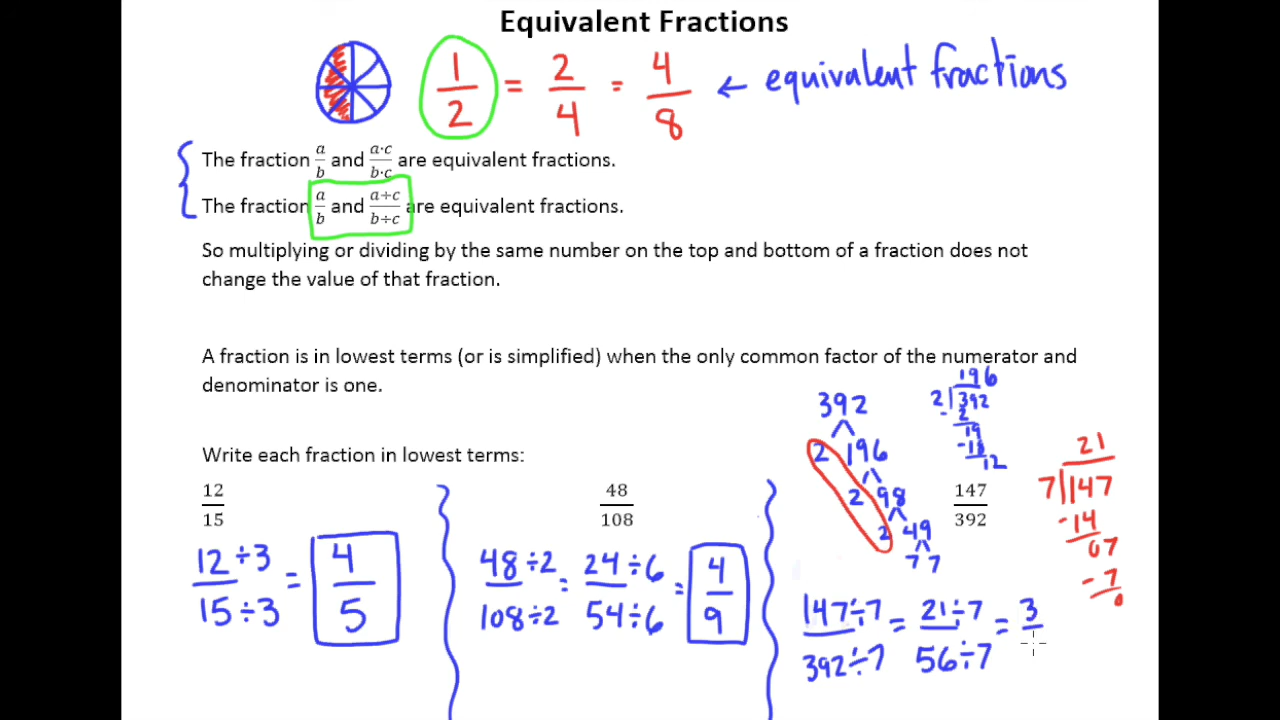 Equivalent Fractions
1/2 = 2/4 = 4/8 ← equivalent fractions
The fraction a/b and a·c/b·c are equivalent fractions.
The fraction a/b and a÷c/b÷c are equivalent fractions.
So multiplying or dividing by the same number on the top and bottom of a fraction does not
change the value of that fraction.
A fraction is in lowest terms (or is simplified) when the only common factor of the numerator and
denominator is one.
Write each fraction in lowest terms:
12/15
12÷3/15÷3 = 4/5
48/108
48÷2/108÷2 = 24÷6/54÷6 = 4/9
392
2 196
2 98
2 49
7 7
196
2 392
-2
19
-18
12
147/392
21
7 147
-14
07
-7
0
147÷7/392÷7 = 21÷7/56÷7 = 3/